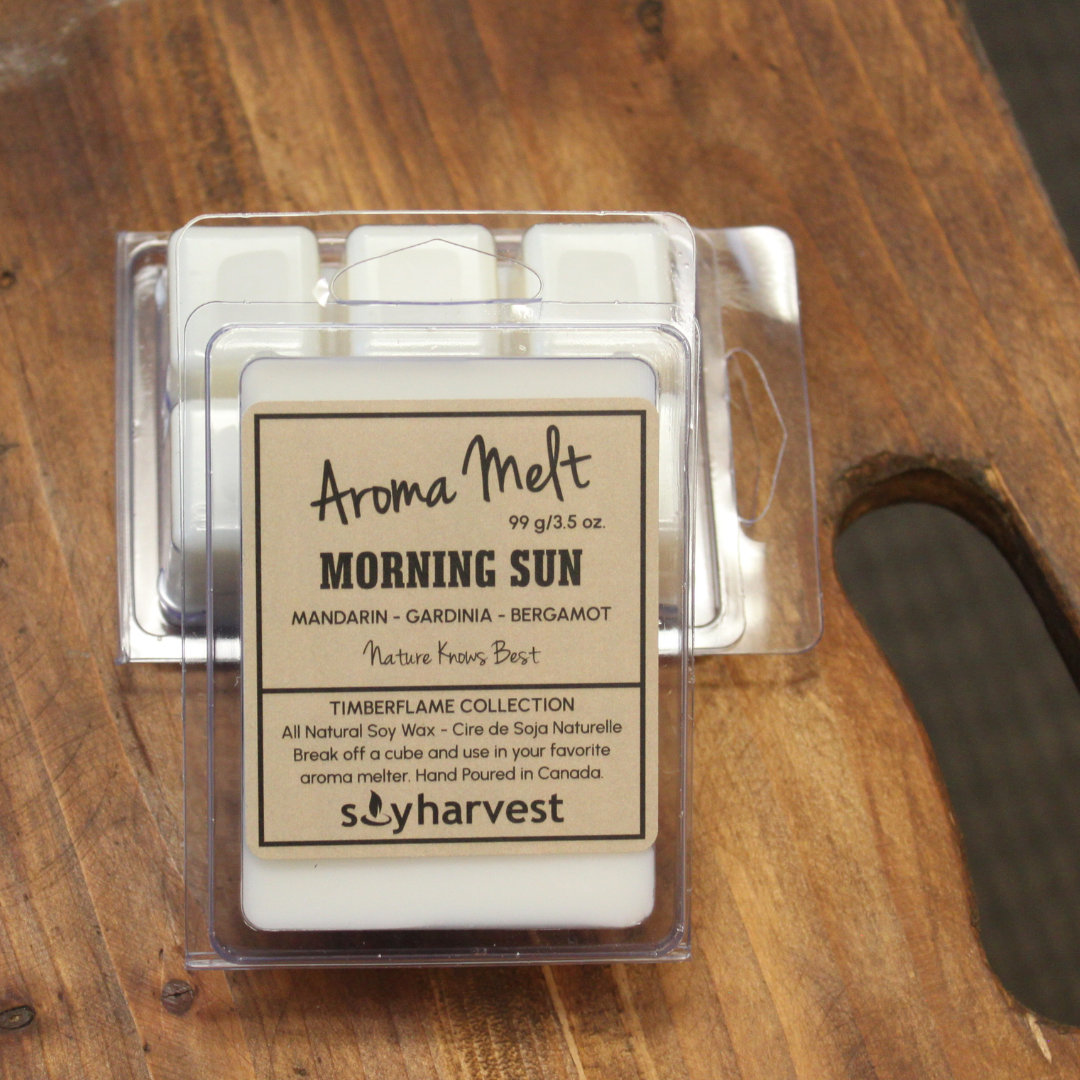 Aroma Melt
99 g/3.5 oz.
MORNING SUN
MANDARIN - GARDINIA - BERGAMOT
Nature Knows Best
TIMBERFLAME COLLECTION
All Natural Soy Wax - Cire de Soja Naturelle
Break off a cube and use in your favorite
aroma melter. Hand Poured in Canada.
soyharvest